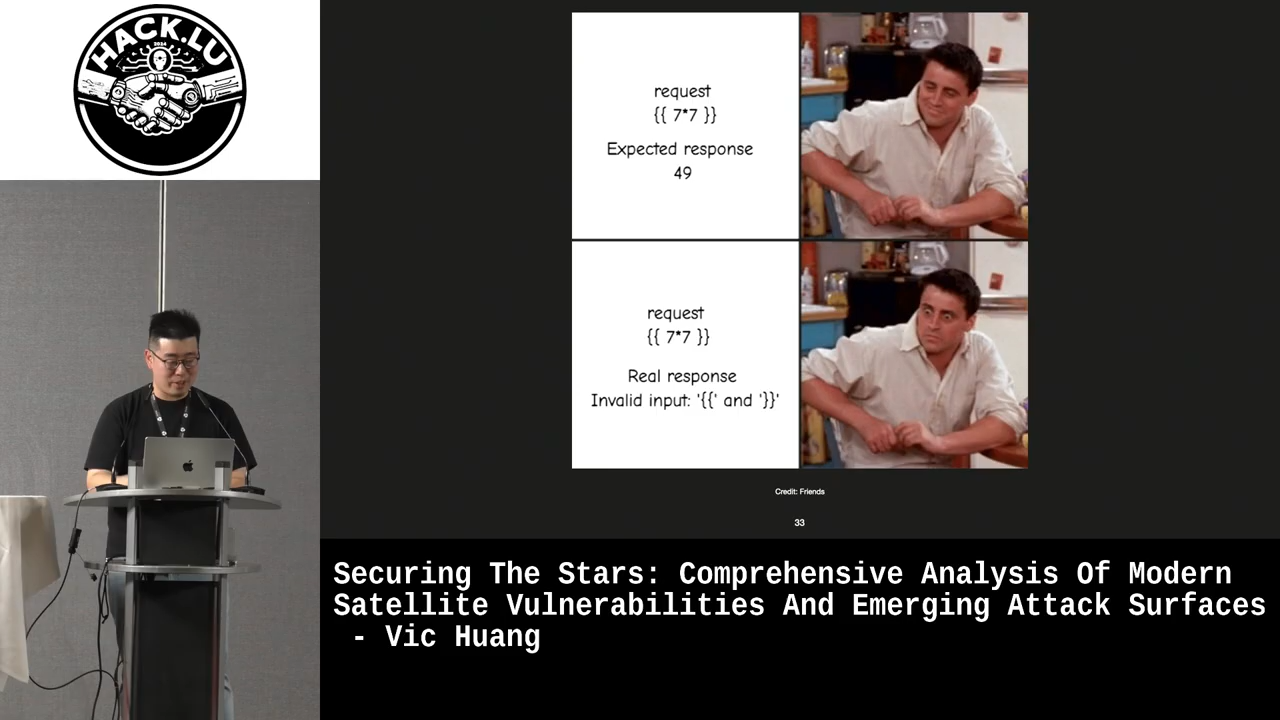 HACK.LU
2024
request
{{ 7*7 }}
Expected response
49
request
{{ 7*7 }}
Real response
Invalid input: '{{' and '}}'
Credit: Friends
33
Securing The Stars: Comprehensive Analysis Of Modern
Satellite Vulnerabilities And Emerging Attack Surfaces
- Vic Huang